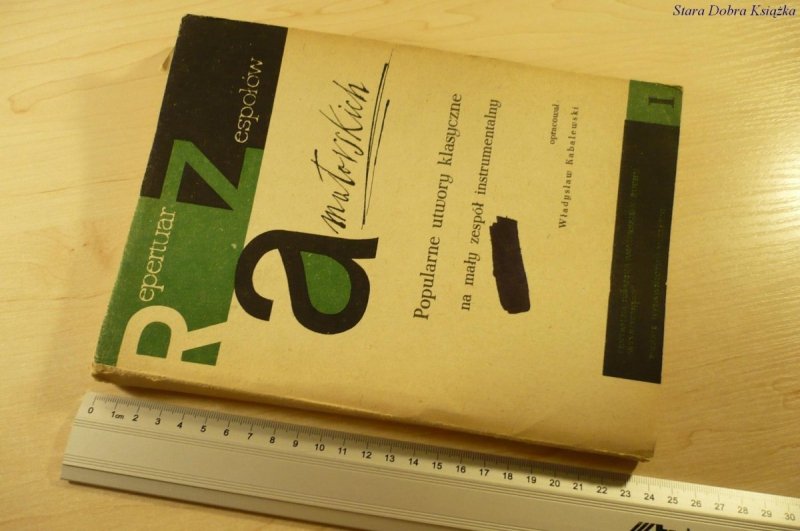 Stara Dobra Książka
Repertuar
Zespołów
amatorskich
Popularne utwory klasyczne
na mały zespół instrumentalny
opracował
Władysław Kabalewski
1
0 1cm 2 3 4 5 6 7 8 9 10 11 12 13 14 15 16 17 18 19 20 21 22 23 24 25 26 27 28 29 30